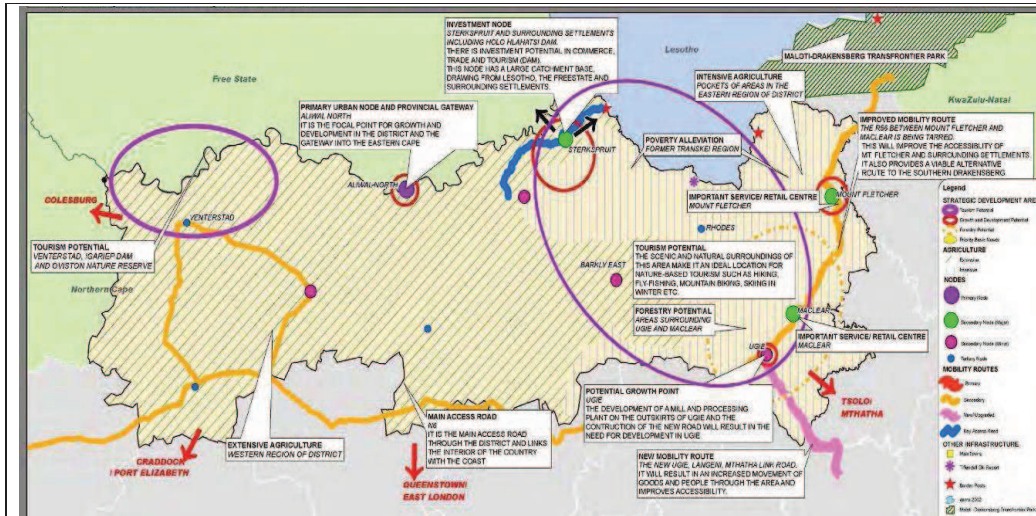 INVESTMENT NODE
STERKSPRUIT AND SURROUNDING SETTLEMENTS
INCLUDING HOLO HLAHATSI DAM.
THERE IS INVESTMENT POTENTIAL IN COMMERCE,
TRADE AND TOURISM (DAM).
THIS NODE HAS A LARGE CATCHMENT BASE,
DRAWING FROM LESOTHO, THE FREESTATE AND
SURROUNDING SETTLEMENTS.
Lesotho
MALOTI-DRAKENSBERG TRANSFRONTIER PARK
Free State
INTENSIVE AGRICULTURE
POCKETS OF AREAS IN THE
EASTERN REGION OF DISTRICT
KwaZulu-Natal
PRIMARY URBAN NODE AND PROVINCIAL GATEWAY
ALIWAL NORTH
IT IS THE FOCAL POINT FOR GROWTH AND
DEVELOPMENT IN THE DISTRICT AND THE
GATEWAY INTO THE EASTERN CAPE
IMPROVED MOBILITY ROUTE
THE R56 BETWEEN MOUNT FLETCHER AND
MACLEAR IS BEING TARRED.
THIS WILL IMPROVE THE ACCESSIBLITY OF
MT. FLETCHER AND SURROUNDING SETTLEMENTS.
IT ALSO PROVIDES A VIABLE ALTERNATIVE
ROUTE TO THE SOUTHERN DRAKENSBERG
POVERTY ALLEVIATION
FORMER TRANSKEI REGION
STERKSPRUIT
ALIWAL-NORTH
IMPORTANT SERVICE/ RETAIL CENTRE
MOUNT FLETCHER
MOUNT FLETCHER
COLESBURG
VENTERSTAD
RHODES
TOURISM POTENTIAL
VENTERSTAD, !GARIEP DAM
AND OVISTON NATURE RESERVE
Northern Cape
TOURISM POTENTIAL
THE SCENIC AND NATURAL SURROUNDINGS OF
THIS AREA MAKE IT AN IDEAL LOCATION FOR
NATURE-BASED TOURISM SUCH AS HIKING,
FLY-FISHING, MOUNTAIN BIKING, SKIING IN
WINTER ETC.
BARKLY EAST
FORESTRY POTENTIAL
AREAS SURROUNDING
UGIE AND MACLEAR
MACLEAR
IMPORTANT SERVICE/ RETAIL CENTRE
MACLEAR
UGIE
POTENTIAL GROWTH POINT
UGIE
THE DEVELOPMENT OF A MILL AND PROCESSING
PLANT ON THE OUTSKIRTS OF UGIE AND THE
CONSTRUCTION OF THE NEW ROAD WILL RESULT IN THE
NEED FOR DEVELOPMENT IN UGIE
TSOLO/
MTHATHA
MAIN ACCESS ROAD
N6
IT IS THE MAIN ACCESS ROAD
THROUGH THE DISTRICT AND LINKS
THE INTERIOR OF THE COUNTRY
WITH THE COAST
EXTENSIVE AGRICULTURE
WESTERN REGION OF DISTRICT
CRADDOCK
/ PORT ELIZABETH
QUEENSTOWN/
EAST LONDON
NEW MOBILITY ROUTE
THE NEW UGIE, LANGENI, MTHATHA LINK ROAD.
IT WILL RESULT IN AN INCREASED MOVEMENT OF
GOODS AND PEOPLE THROUGH THE AREA AND
IMPROVES ACCESSIBILITY.
Legend
STRATEGIC DEVELOPMENT AREA
Tourism Potential
Growth and Development Potential
Forestry Potential
Priority Basic Needs
AGRICULTURE
Extensive
Intensive
NODES
Primary Node
Secondary Node (Major)
Secondary Node (Minor)
Tertiary Node
MOBILITY ROUTES
Primary
Secondary
New/Upgraded
Key Access Road
OTHER INFRASTRUCTURE
Main Towns
Tiffendell Ski Resort
Border Posts
Maloti - Drakensberg Transfrontier Park